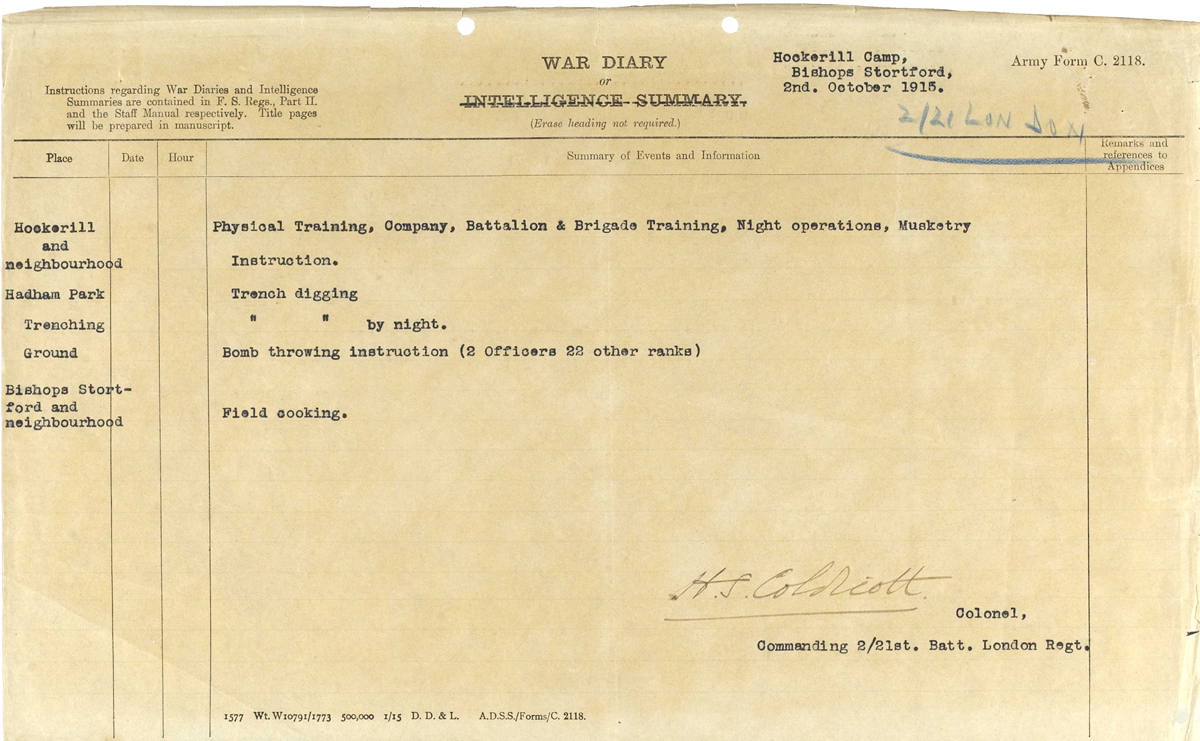 WAR DIARY
or
INTELLIGENCE SUMMARY.
(Erase heading not required.)
Hockerill Camp,
Bishops Stortford,
2nd. October 1915.
Army Form C. 2118.
Instructions regarding War Diaries and Intelligence
Summaries are contained in F. S. Regs., Part II.
and the Staff Manual respectively. Title pages
will be prepared in manuscript.
2/21 LONDON
Place Date Hour Summary of Events and Information Remarks and
references to
Appendices
Hockerill Physical Training, Company, Battalion & Brigade Training, Night operations, Musketry
and
neighbourhood Instruction.
Hadham Park Trench digging
Trenching " " by night.
Ground Bomb throwing instruction (2 Officers 22 other ranks)
Bishops Stort-
ford and
neighbourhood Field cooking.
H. S. Coldicott.
Colonel,
Commanding 2/21st. Batt. London Regt.
1577 Wt. W10791/1773 500,000 1/15 D. D. & L. A.D.S.S./Forms/C. 2118.